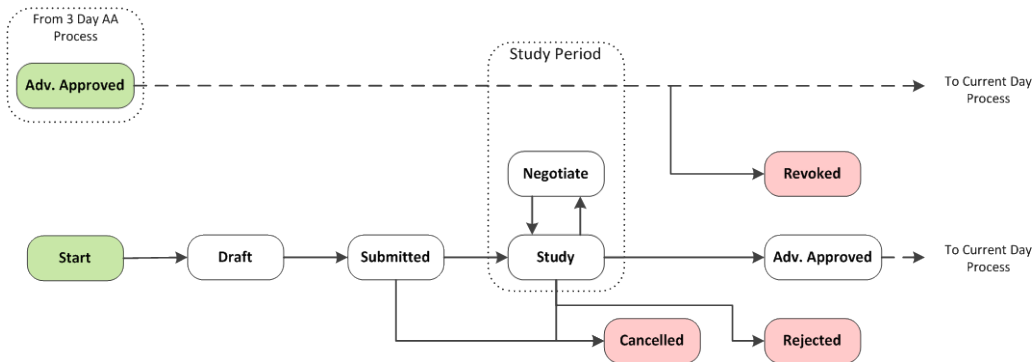 From 3 Day AA
Process
Adv. Approved
Study Period
To Current Day
Process
Negotiate
Revoked
Start
Draft
Submitted
Study
Adv. Approved
To Current Day
Process
Cancelled
Rejected